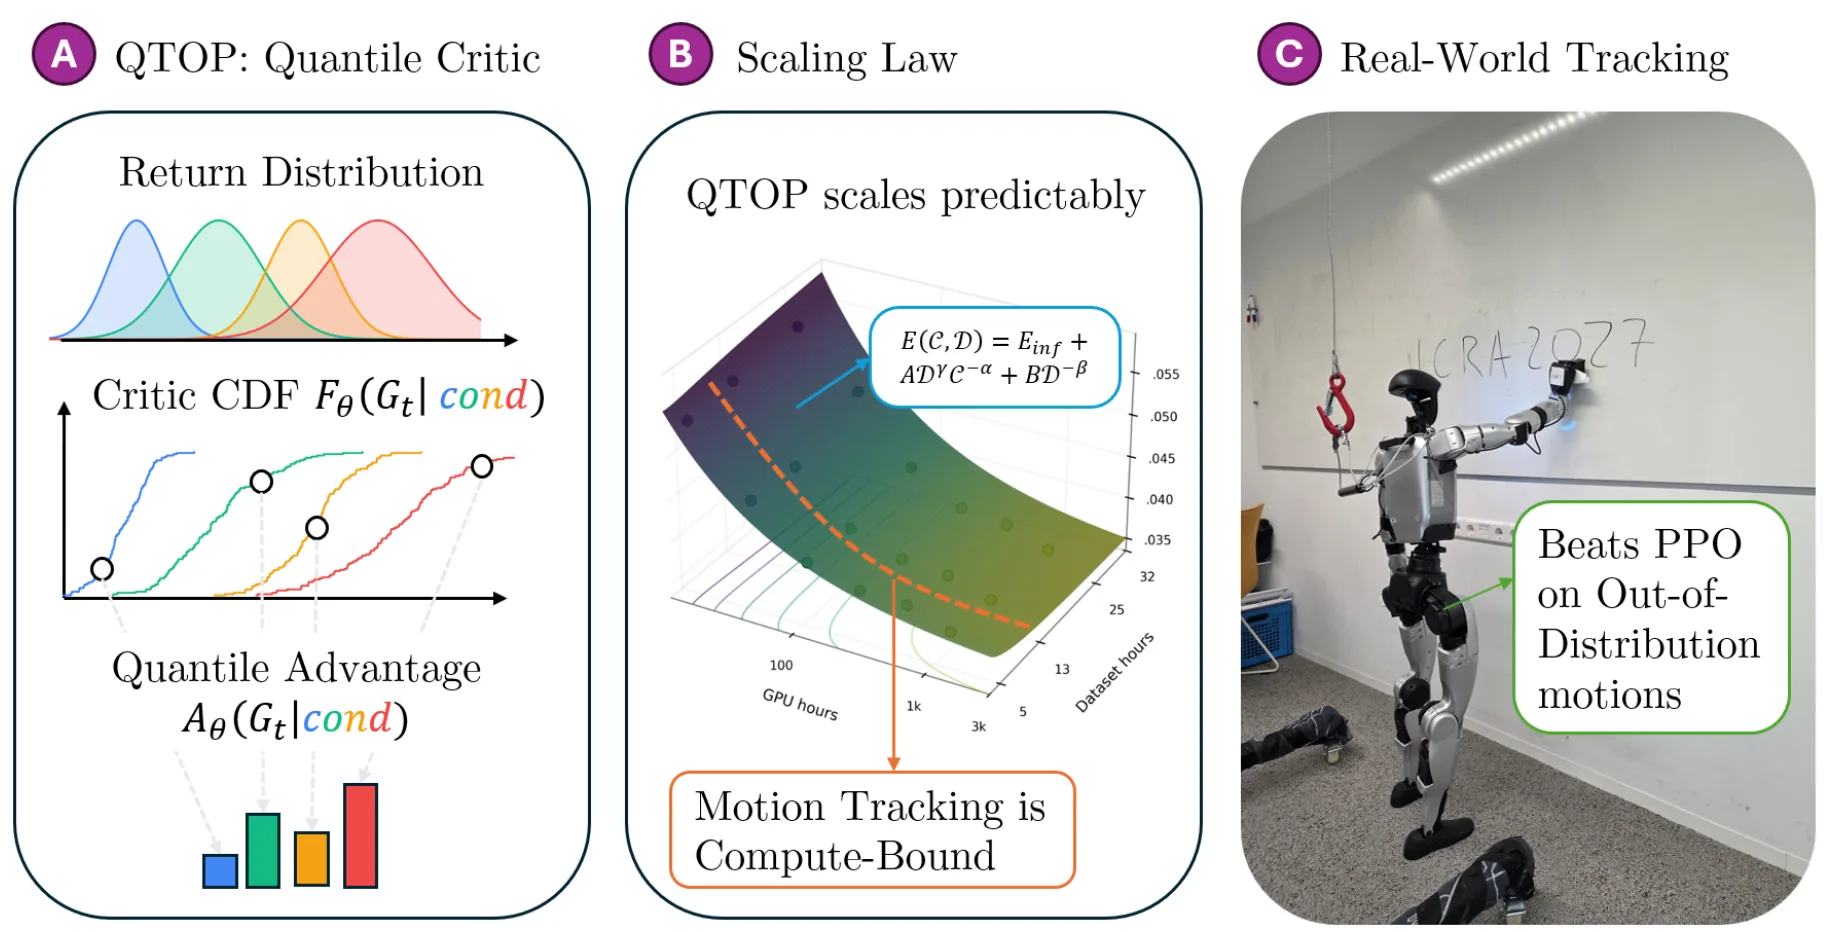 A QTOP: Quantile Critic
Return Distribution
Critic CDF F_θ(G_t| cond)
Quantile Advantage
A_θ(G_t|cond)
B Scaling Law
QTOP scales predictably
E(𝒞,𝒟) = E_inf +
A𝒟^γ𝒞^−α + B𝒟^−β
.055
.050
.045
.040
.035
32
25
13
5
Dataset hours
100
1k
3k
GPU hours
Motion Tracking is
Compute-Bound
C Real-World Tracking
ICRA 2027
Beats PPO
on Out-of-
Distribution
motions